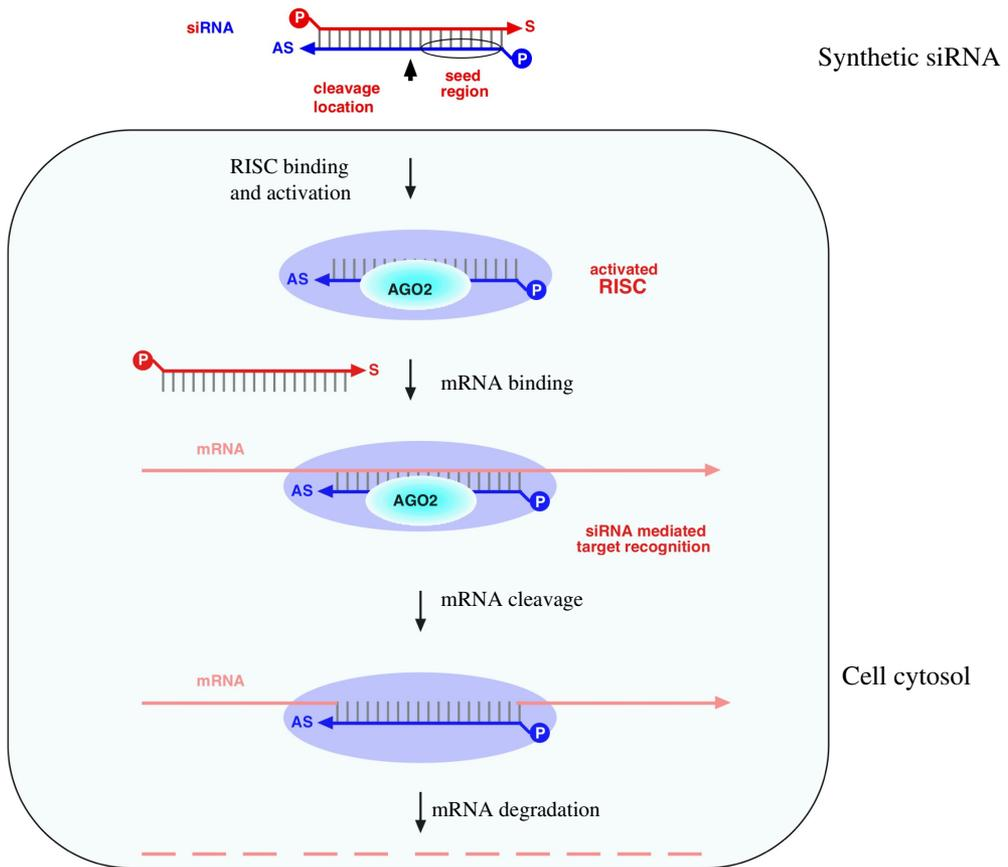 P
S
siRNA
AS
P
Synthetic siRNA
cleavage
location
seed
region
RISC binding
and activation
AS
AGO2
P
activated
RISC
P
S
mRNA binding
mRNA
AS
AGO2
P
siRNA mediated
target recognition
mRNA cleavage
Cell cytosol
mRNA
AS
P
mRNA degradation